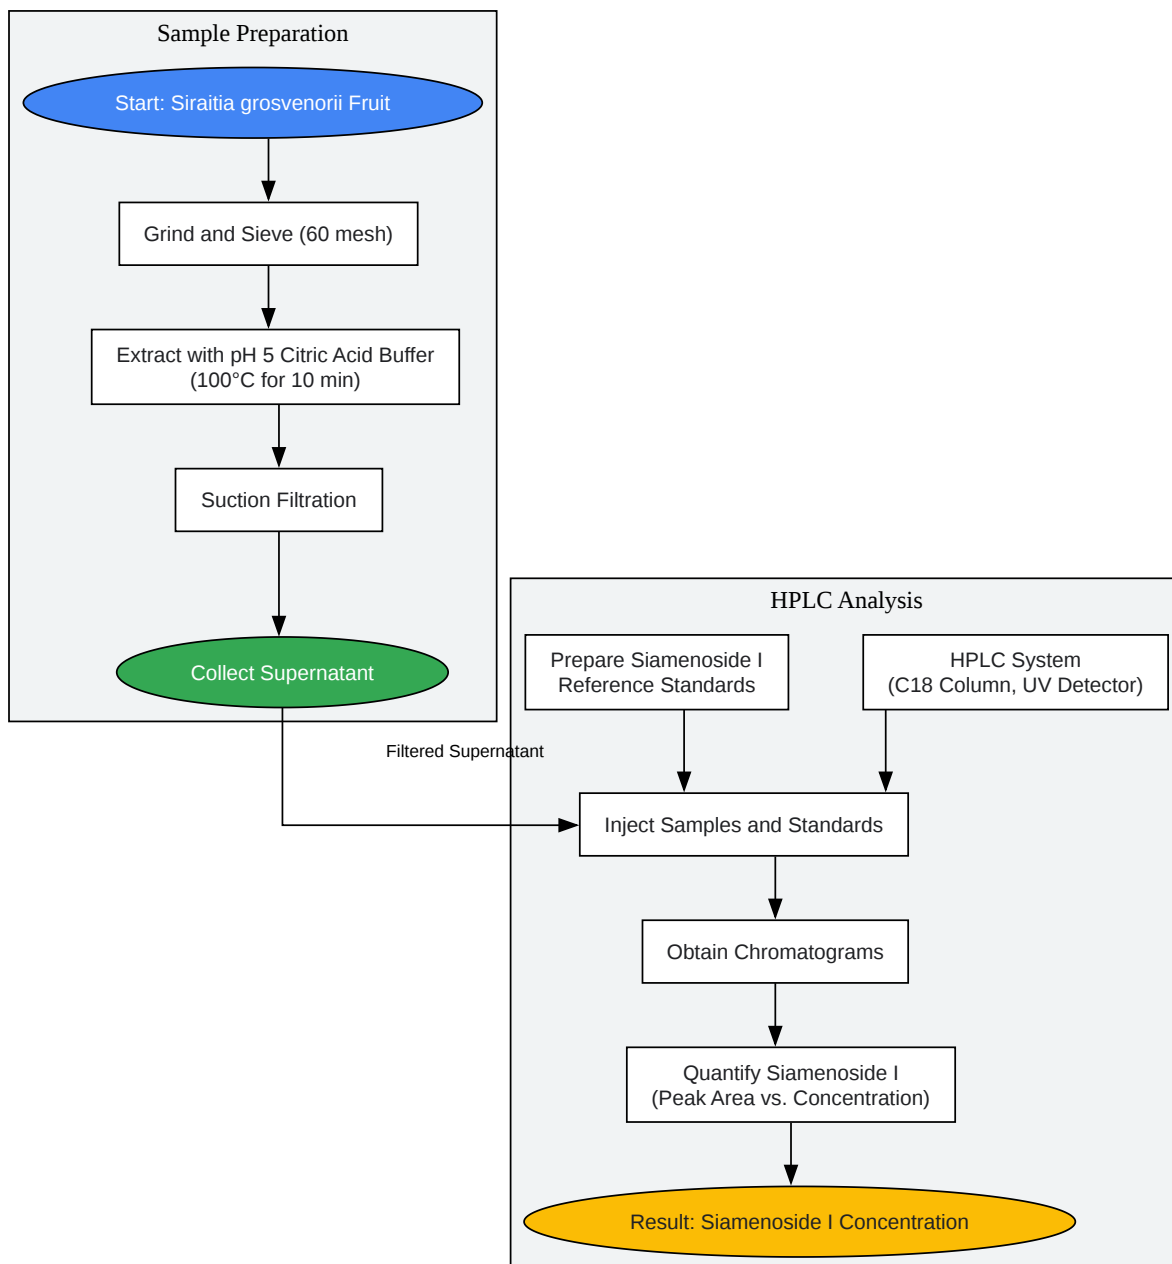 Sample Preparation
Start: Siraitia grosvenorii Fruit
Grind and Sieve (60 mesh)
Extract with pH 5 Citric Acid Buffer
(100°C for 10 min)
Suction Filtration
Collect Supernatant
Filtered Supernatant
HPLC Analysis
Prepare Siamenoside I
Reference Standards
HPLC System
(C18 Column, UV Detector)
Inject Samples and Standards
Obtain Chromatograms
Quantify Siamenoside I
(Peak Area vs. Concentration)
Result: Siamenoside I Concentration